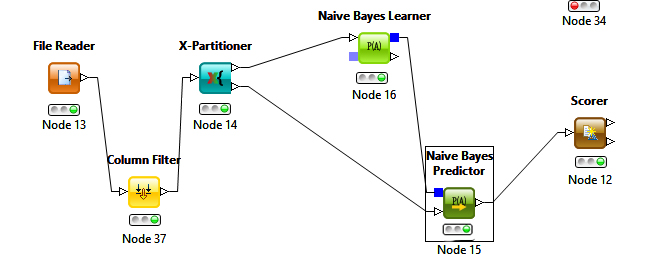 Naive Bayes Learner
Node 34
File Reader
X-Partitioner
P(A)
Node 16
Scorer
Node 13
X{
Node 14
Column Filter
Naive Bayes
Predictor
P(A)
Node 12
Node 37
Node 15